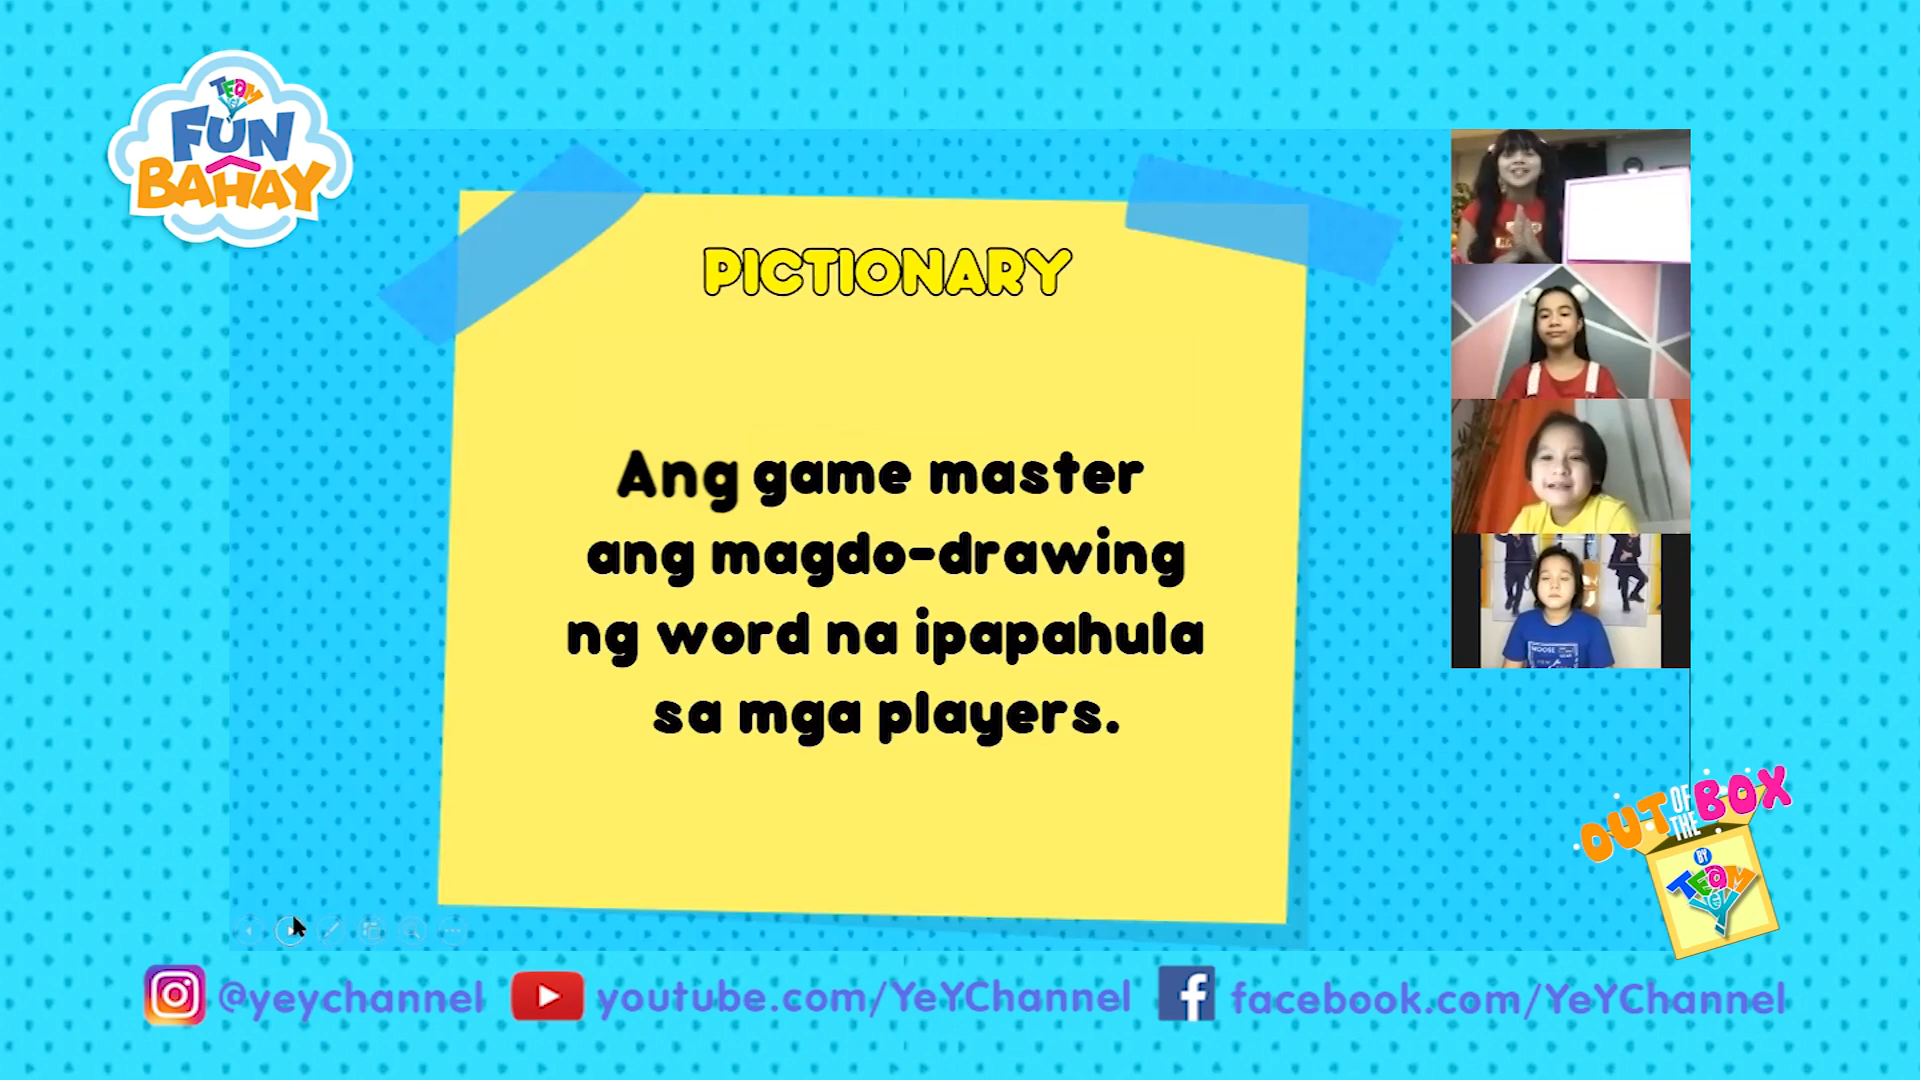 TEAM YeY
FUN
BAHAY
PICTIONARY
Ang game master
ang magdo-drawing
ng word na ipapahula
sa mga players.
OUT OF THE BOX
BY
TEAM
YeY
@yeychannel
youtube.com/YeYChannel
facebook.com/YeYChannel